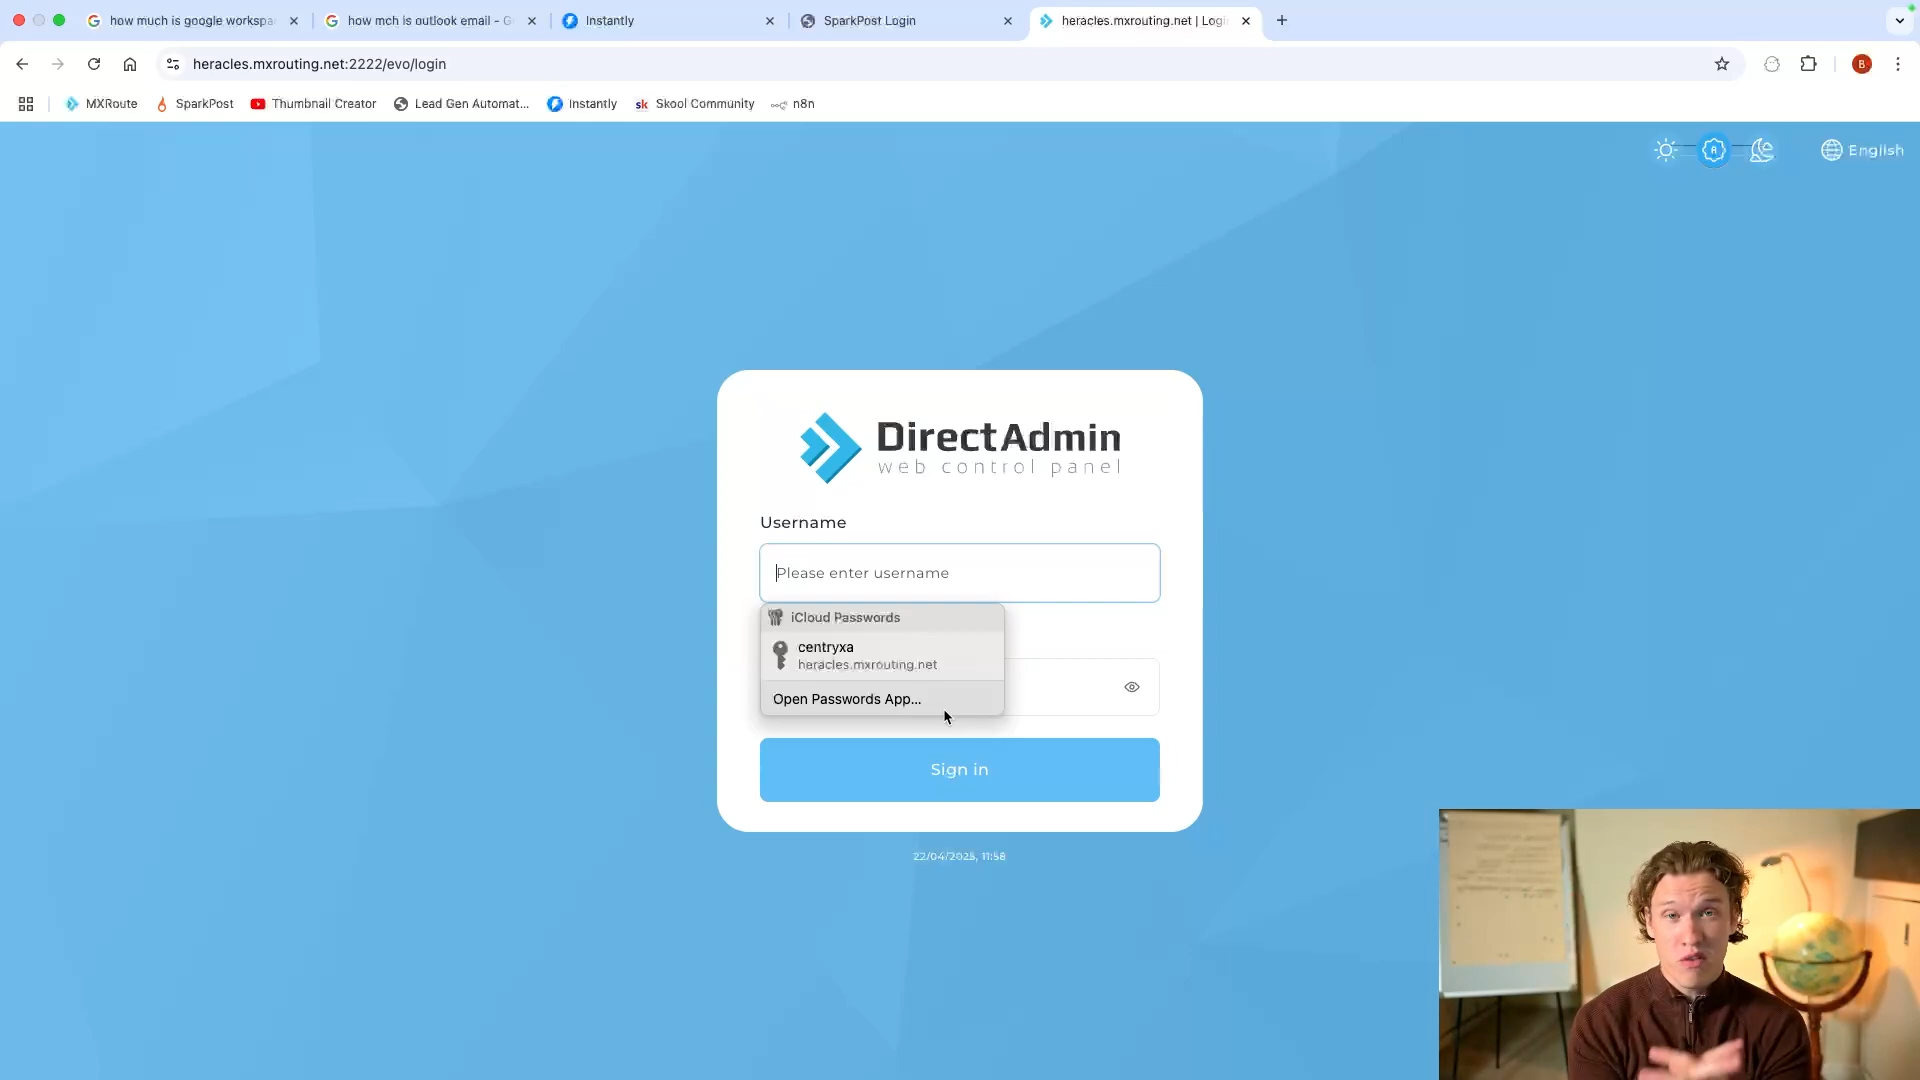 how much is google workspa
how mch is outlook email - G
Instantly
SparkPost Login
heracles.mxrouting.net | Logi
heracles.mxrouting.net:2222/evo/login
B
MXRoute
SparkPost
Thumbnail Creator
Lead Gen Automat...
Instantly
sk Skool Community
n8n
A
English
DirectAdmin
web control panel
Username
Please enter username
iCloud Passwords
centryxa
heracles.mxrouting.net
Open Passwords App...
Sign in
22/04/2025, 11:58